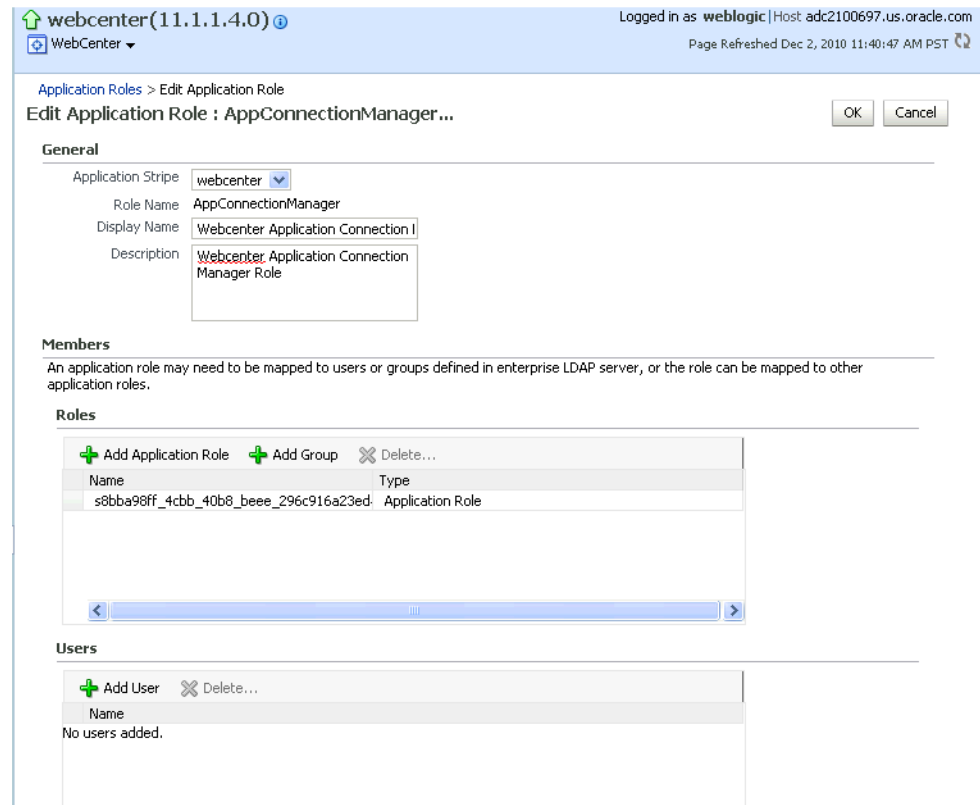 webcenter(11.1.1.4.0)
Logged in as weblogic|Host adc2100697.us.oracle.com
WebCenter
Page Refreshed Dec 2, 2010 11:40:47 AM PST
Application Roles > Edit Application Role
Edit Application Role : AppConnectionManager...
OK Cancel
General
Application Stripe webcenter
Role Name AppConnectionManager
Display Name Webcenter Application Connection
Description Webcenter Application Connection
Manager Role
Members
An application role may need to be mapped to users or groups defined in enterprise LDAP server, or the role can be mapped to other
application roles.
Roles
Add Application Role Add Group Delete...
Name Type
s8bba98ff_4cbb_40b8_beee_296c916a23ed- Application Role
Users
Add User Delete...
Name
No users added.